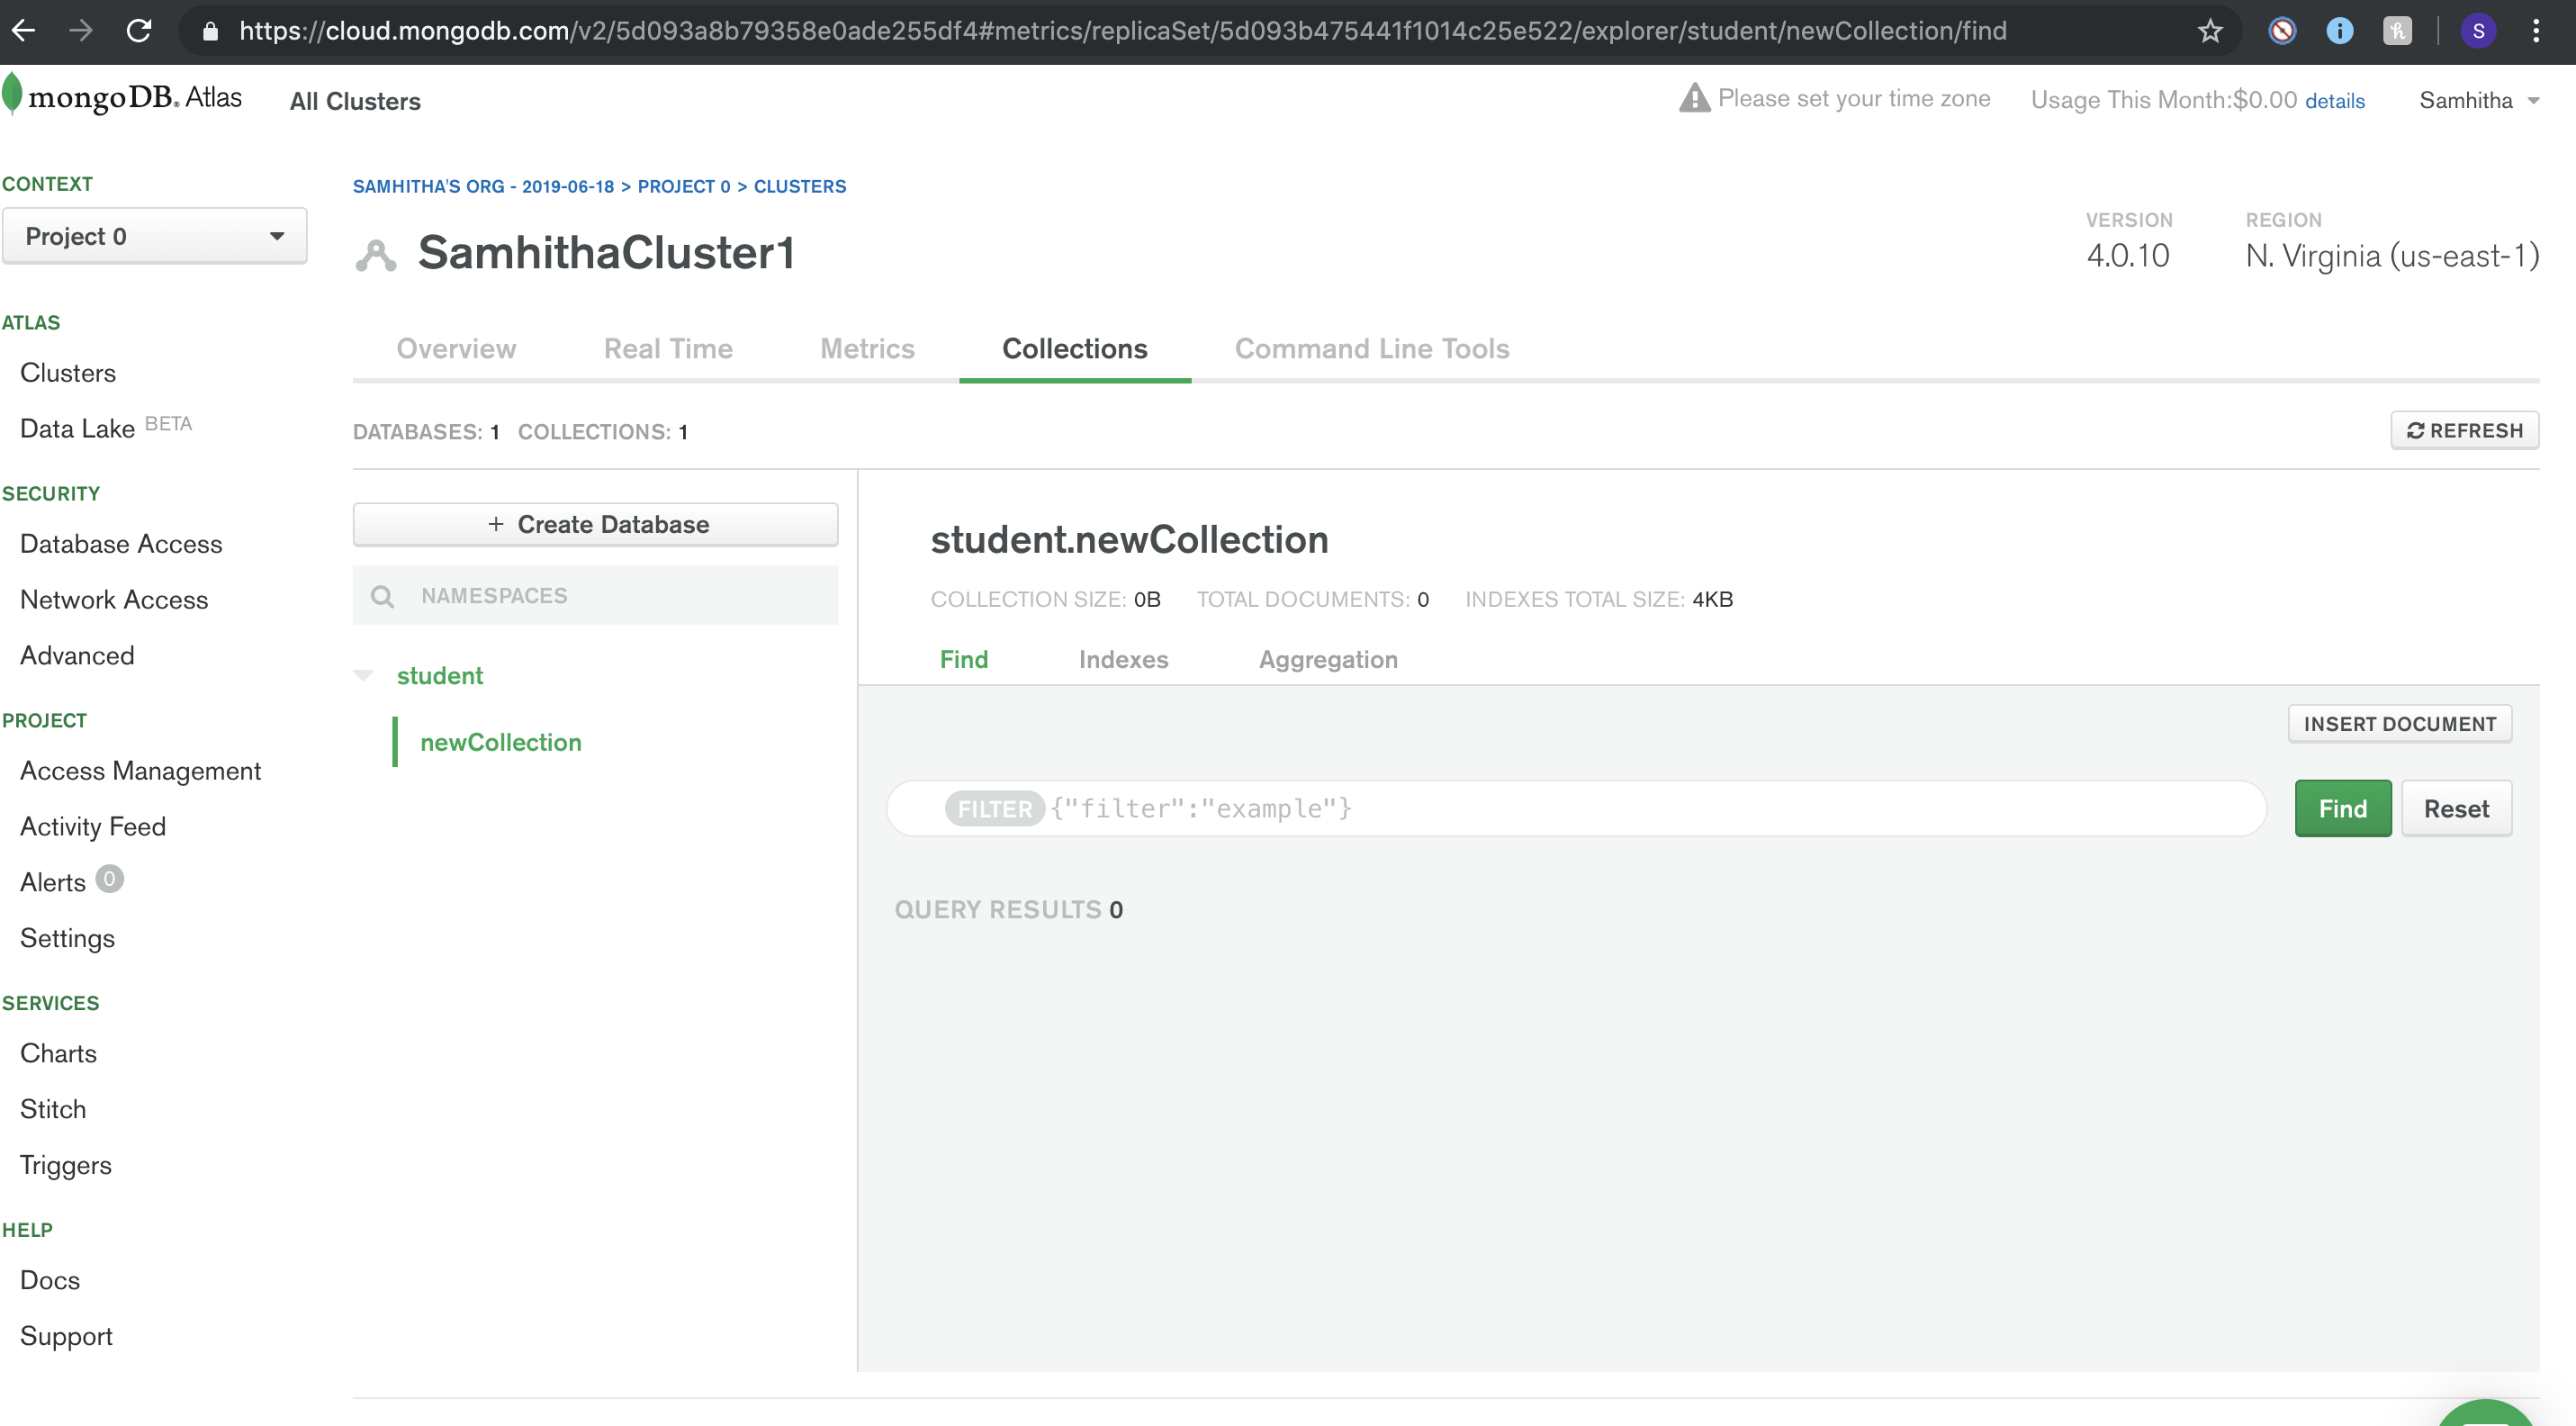 https://cloud.mongodb.com/v2/5d093a8b79358e0ade255df4#metrics/replicaSet/5d093b475441f1014c25e522/explorer/student/newCollection/find
S
mongoDB. Atlas
All Clusters
Please set your time zone
Usage This Month:$0.00 details
Samhitha
CONTEXT
Project 0
ATLAS
Clusters
Data Lake BETA
SECURITY
Database Access
Network Access
Advanced
PROJECT
Access Management
Activity Feed
Alerts 0
Settings
SERVICES
Charts
Stitch
Triggers
HELP
Docs
Support
SAMHITHA'S ORG - 2019-06-18 > PROJECT 0 > CLUSTERS
SamhithaCluster1
VERSION
4.0.10
REGION
N. Virginia (us-east-1)
Overview
Real Time
Metrics
Collections
Command Line Tools
DATABASES: 1 COLLECTIONS: 1
REFRESH
+ Create Database
NAMESPACES
student
newCollection
student.newCollection
COLLECTION SIZE: 0B TOTAL DOCUMENTS: 0 INDEXES TOTAL SIZE: 4KB
Find
Indexes
Aggregation
INSERT DOCUMENT
FILTER {"filter":"example"}
Find
Reset
QUERY RESULTS 0